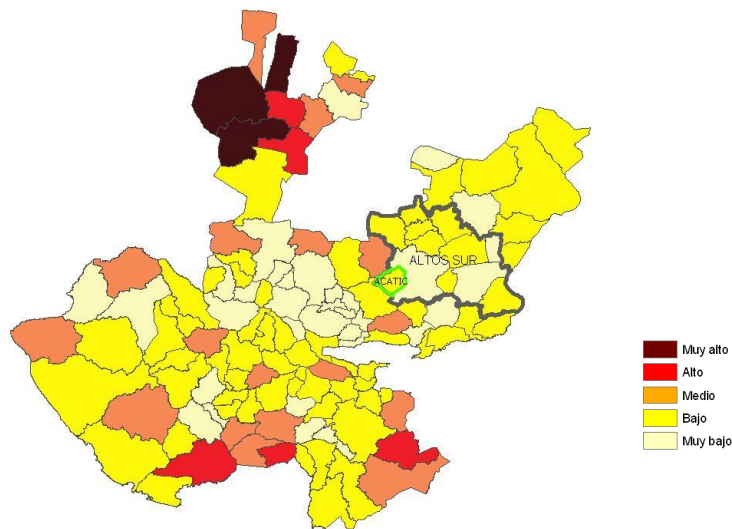 ALTOS SUR
ACATIC
Muy alto
Alto
Medio
Bajo
Muy bajo